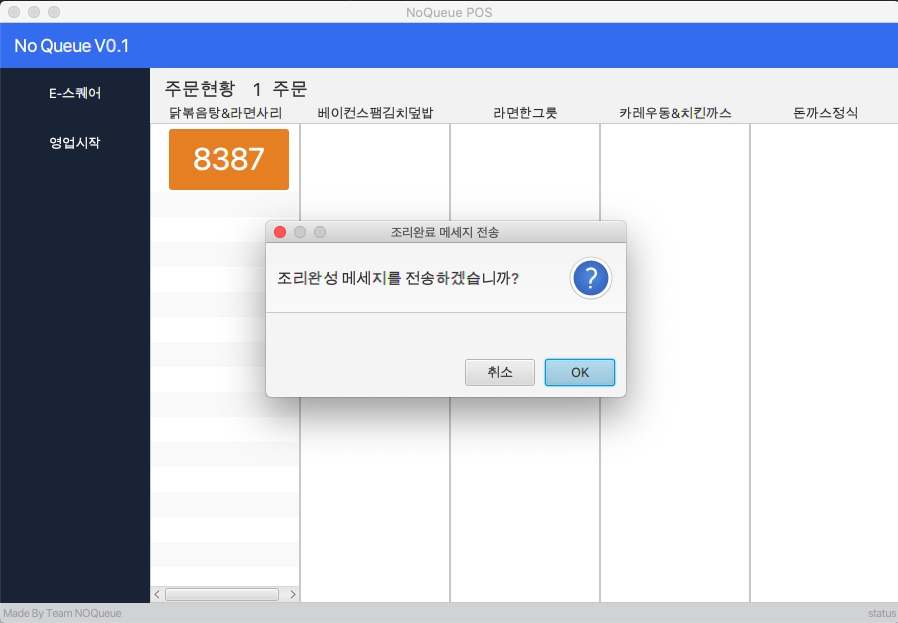 NoQueue POS
No Queue V0.1
E-스퀘어
영업시작
주문현황 1 주문
닭볶음탕&라면사리 베이컨스팸김치덮밥 라면한그릇 카레우동&치킨까스 돈까스정식
8387
조리완료 메세지 전송
조리완성 메세지를 전송하겠습니까?
?
취소 OK
Made By Team NOQueue status